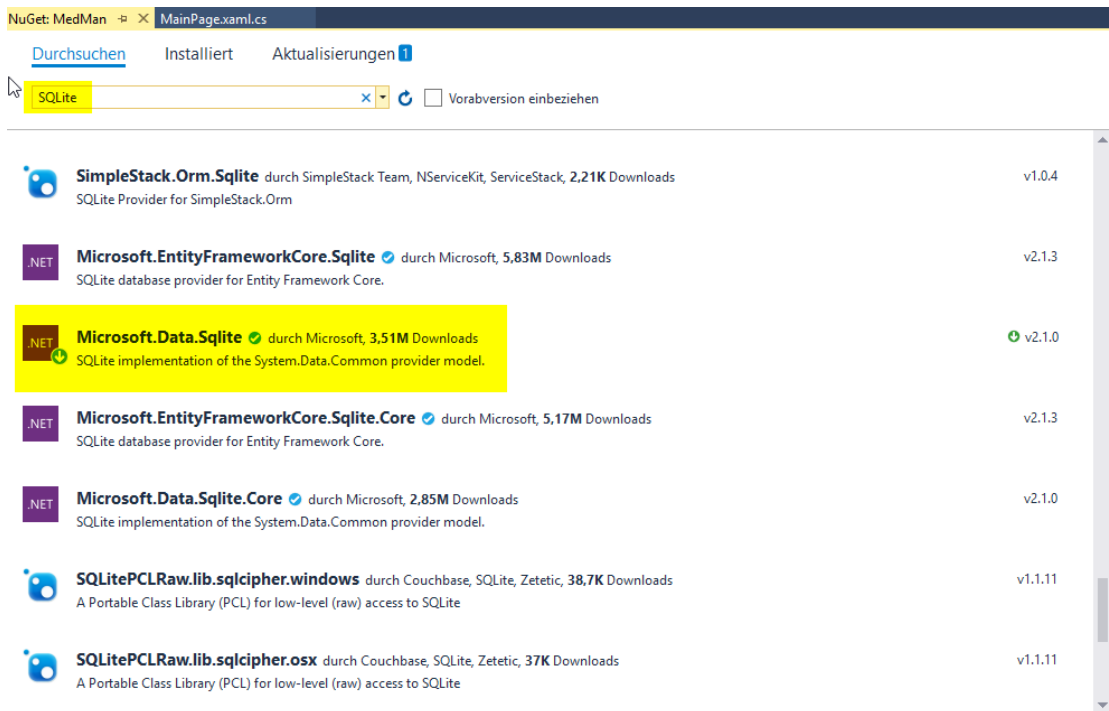 NuGet: MedMan MainPage.xaml.cs
Durchsuchen Installiert Aktualisierungen 1
SQLite Vorabversion einbeziehen
SimpleStack.Orm.Sqlite durch SimpleStack Team, NServiceKit, ServiceStack, 2,21K Downloads v1.0.4
SQLite Provider for SimpleStack.Orm
.NET Microsoft.EntityFrameworkCore.Sqlite durch Microsoft, 5,83M Downloads v2.1.3
SQLite database provider for Entity Framework Core.
.NET Microsoft.Data.Sqlite durch Microsoft, 3,51M Downloads v2.1.0
SQLite implementation of the System.Data.Common provider model.
.NET Microsoft.EntityFrameworkCore.Sqlite.Core durch Microsoft, 5,17M Downloads v2.1.3
SQLite database provider for Entity Framework Core.
.NET Microsoft.Data.Sqlite.Core durch Microsoft, 2,85M Downloads v2.1.0
SQLite implementation of the System.Data.Common provider model.
SQLitePCLRaw.lib.sqlcipher.windows durch Couchbase, SQLite, Zetetic, 38,7K Downloads v1.1.11
A Portable Class Library (PCL) for low-level (raw) access to SQLite
SQLitePCLRaw.lib.sqlcipher.osx durch Couchbase, SQLite, Zetetic, 37K Downloads v1.1.11
A Portable Class Library (PCL) for low-level (raw) access to SQLite